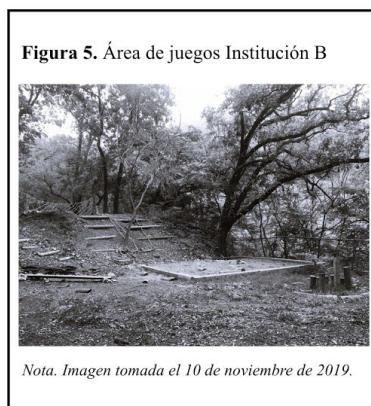 Figura 5. Área de juegos Institución B
Nota. Imagen tomada el 10 de noviembre de 2019.